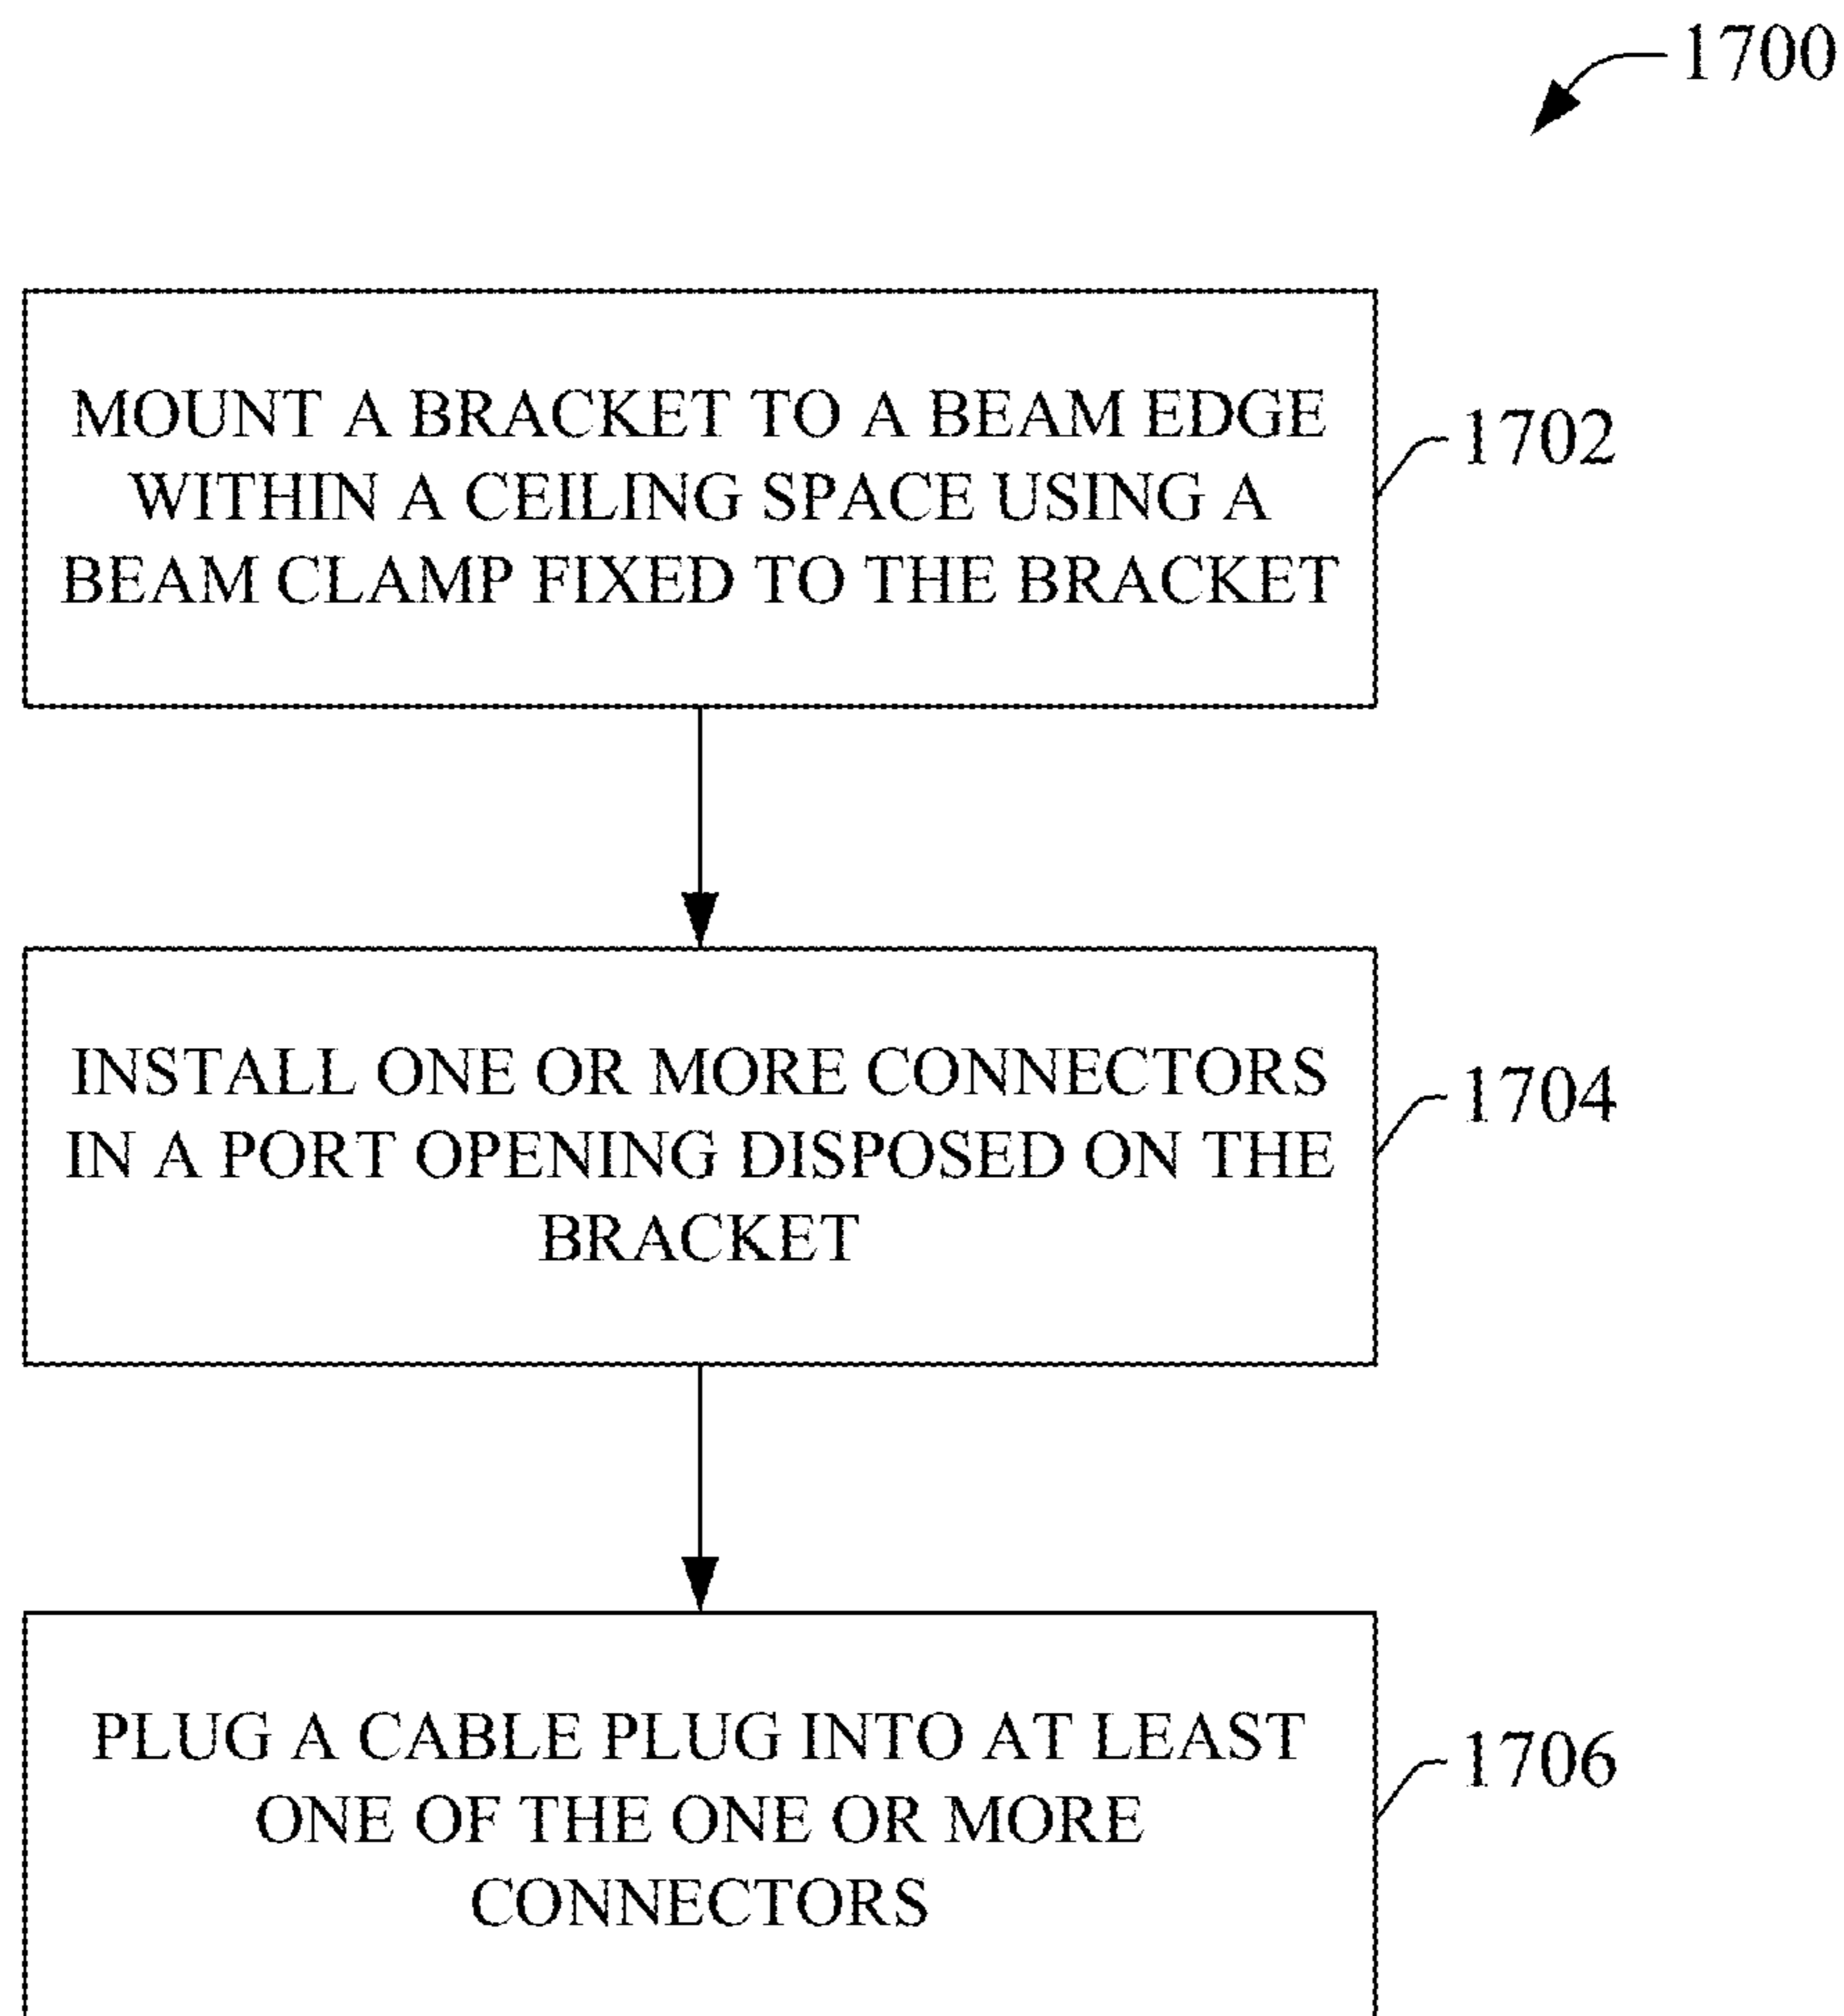 1700
MOUNT A BRACKET TO A BEAM EDGE
WITHIN A CEILING SPACE USING A
BEAM CLAMP FIXED TO THE BRACKET
1702
INSTALL ONE OR MORE CONNECTORS
IN A PORT OPENING DISPOSED ON THE
BRACKET
1704
PLUG A CABLE PLUG INTO AT LEAST
ONE OF THE ONE OR MORE
CONNECTORS
1706